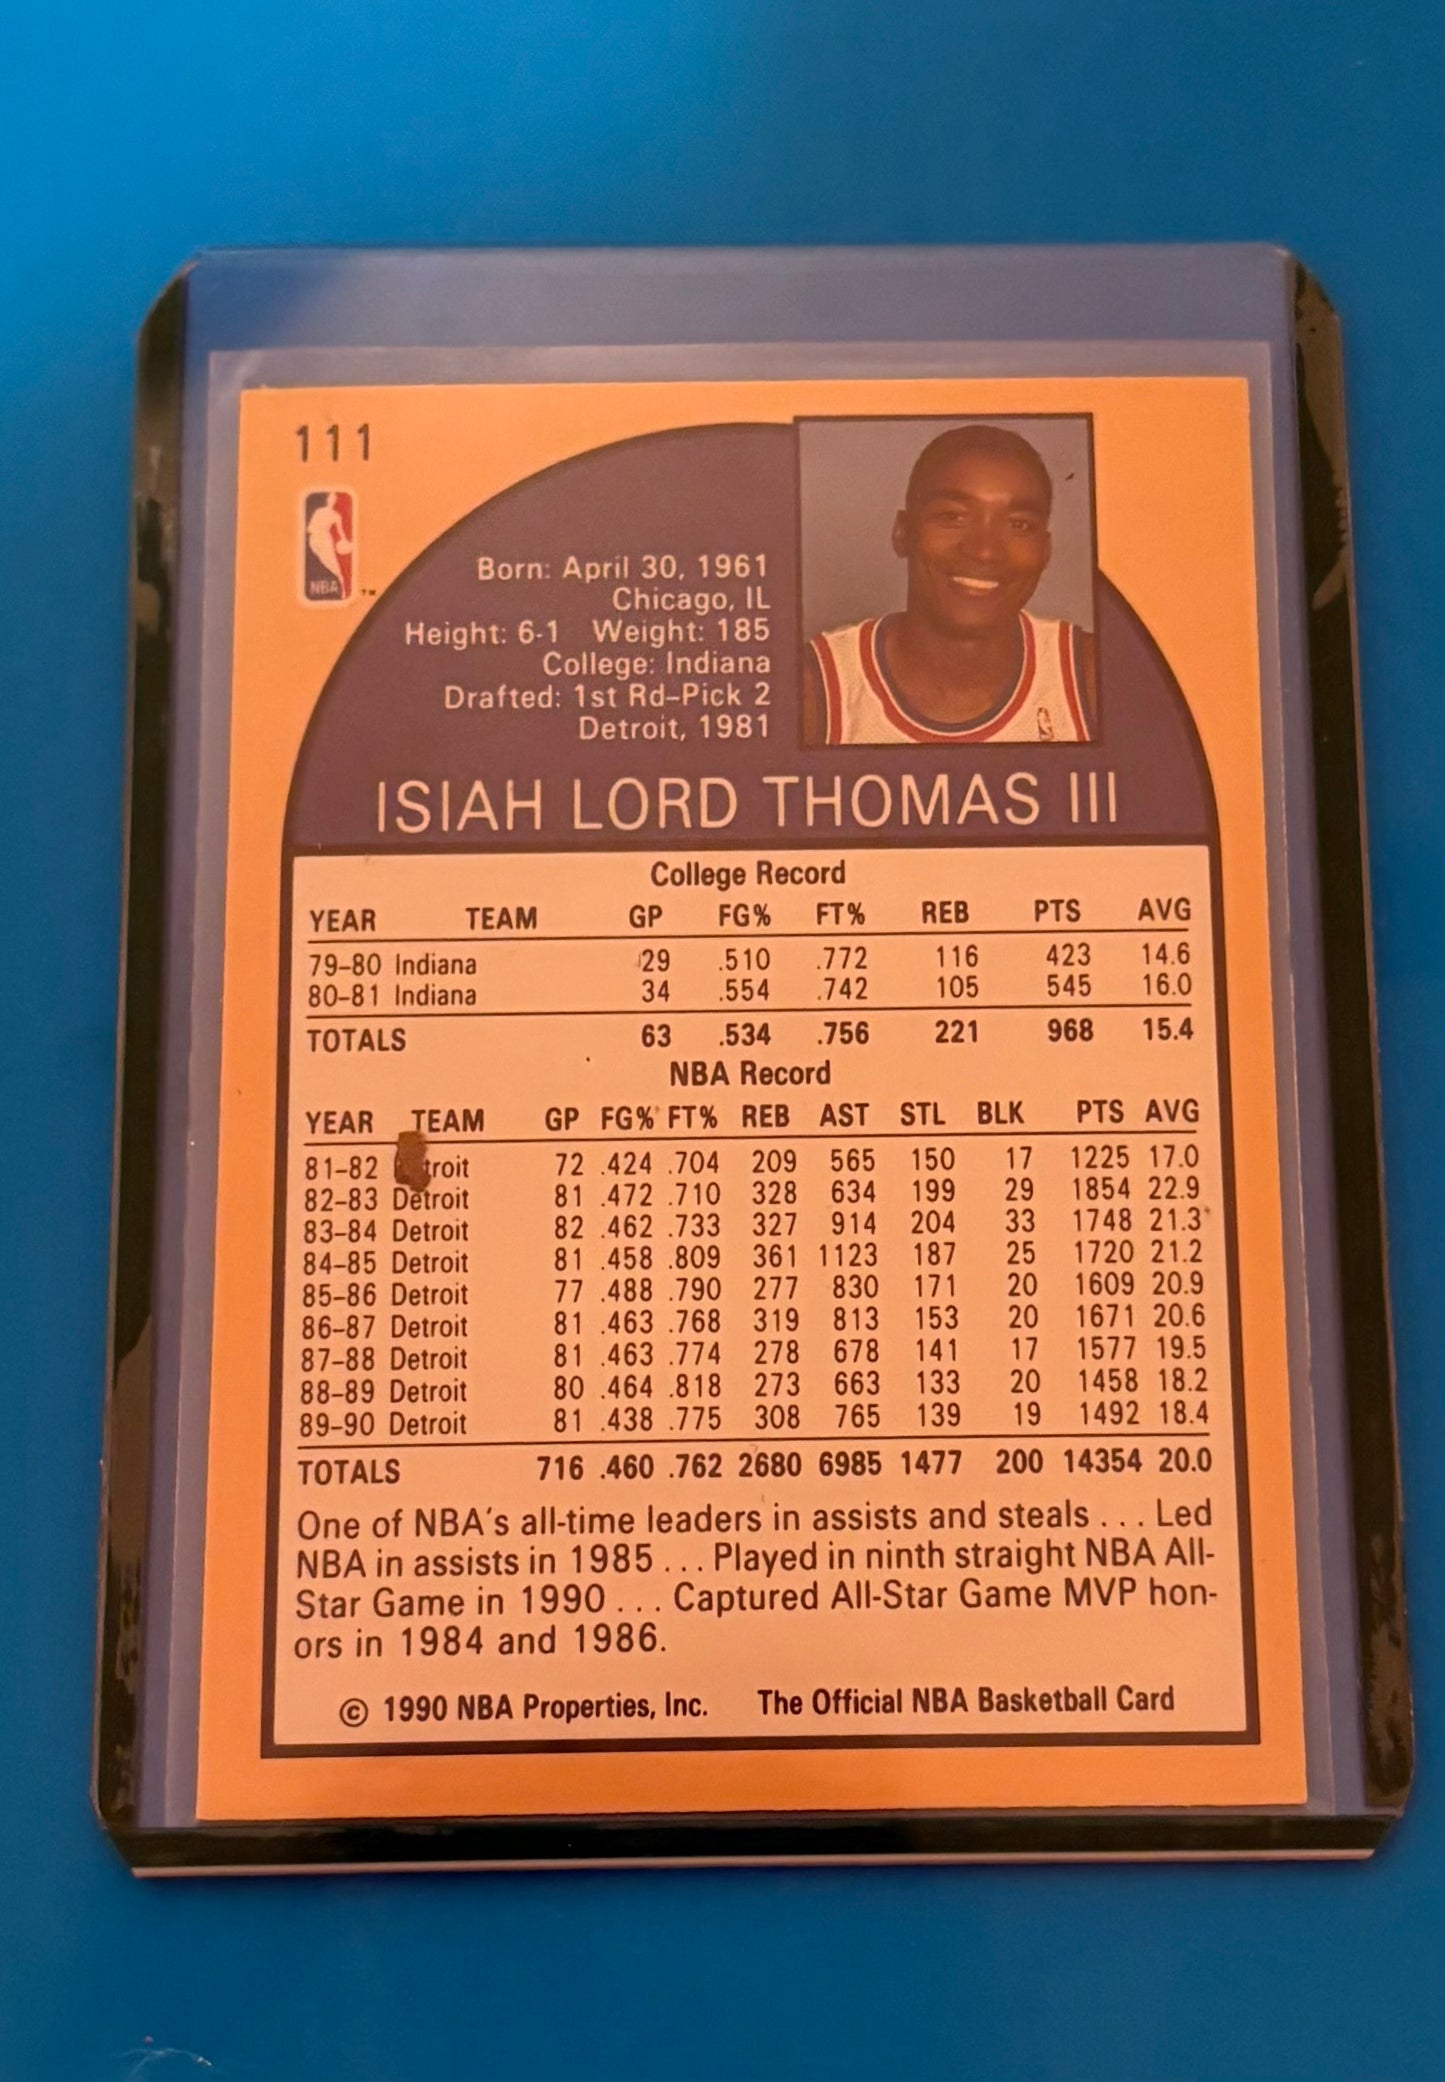 111
NBA ™
Born: April 30, 1961
Chicago, IL
Height: 6-1 Weight: 185
College: Indiana
Drafted: 1st Rd-Pick 2
Detroit, 1981
ISIAH LORD THOMAS III
College Record
YEAR TEAM GP FG% FT% REB PTS AVG
79-80 Indiana 29 .510 .772 116 423 14.6
80-81 Indiana 34 .554 .742 105 545 16.0
TOTALS 63 .534 .756 221 968 15.4
NBA Record
YEAR TEAM GP FG% FT% REB AST STL BLK PTS AVG
81-82 troit 72 .424 .704 209 565 150 17 1225 17.0
82-83 Detroit 81 .472 .710 328 634 199 29 1854 22.9
83-84 Detroit 82 .462 .733 327 914 204 33 1748 21.3
84-85 Detroit 81 .458 .809 361 1123 187 25 1720 21.2
85-86 Detroit 77 .488 .790 277 830 171 20 1609 20.9
86-87 Detroit 81 .463 .768 319 813 153 20 1671 20.6
87-88 Detroit 81 .463 .774 278 678 141 17 1577 19.5
88-89 Detroit 80 .464 .818 273 663 133 20 1458 18.2
89-90 Detroit 81 .438 .775 308 765 139 19 1492 18.4
TOTALS 716 .460 .762 2680 6985 1477 200 14354 20.0
One of NBA's all-time leaders in assists and steals . . . Led
NBA in assists in 1985 . . . Played in ninth straight NBA All-
Star Game in 1990 . . . Captured All-Star Game MVP hon-
ors in 1984 and 1986.
© 1990 NBA Properties, Inc. The Official NBA Basketball Card